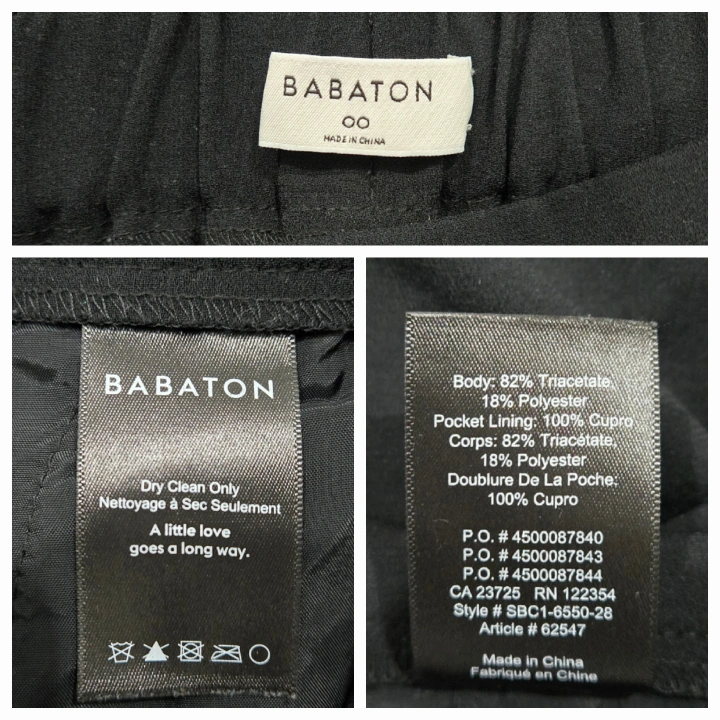 BABATON
00
MADE IN CHINA
BABATON
Dry Clean Only
Nettoyage à Sec Seulement
A little love
goes a long way.
Body: 82% Triacetate,
18% Polyester
Pocket Lining: 100% Cupro
Corps: 82% Triacétate,
18% Polyester
Doublure De La Poche:
100% Cupro
P.O. # 4500087840
P.O. # 4500087843
P.O. # 4500087844
CA 23725 RN 122354
Style # SBC1-6550-28
Article # 62547
Made in China
Fabriqué en Chine